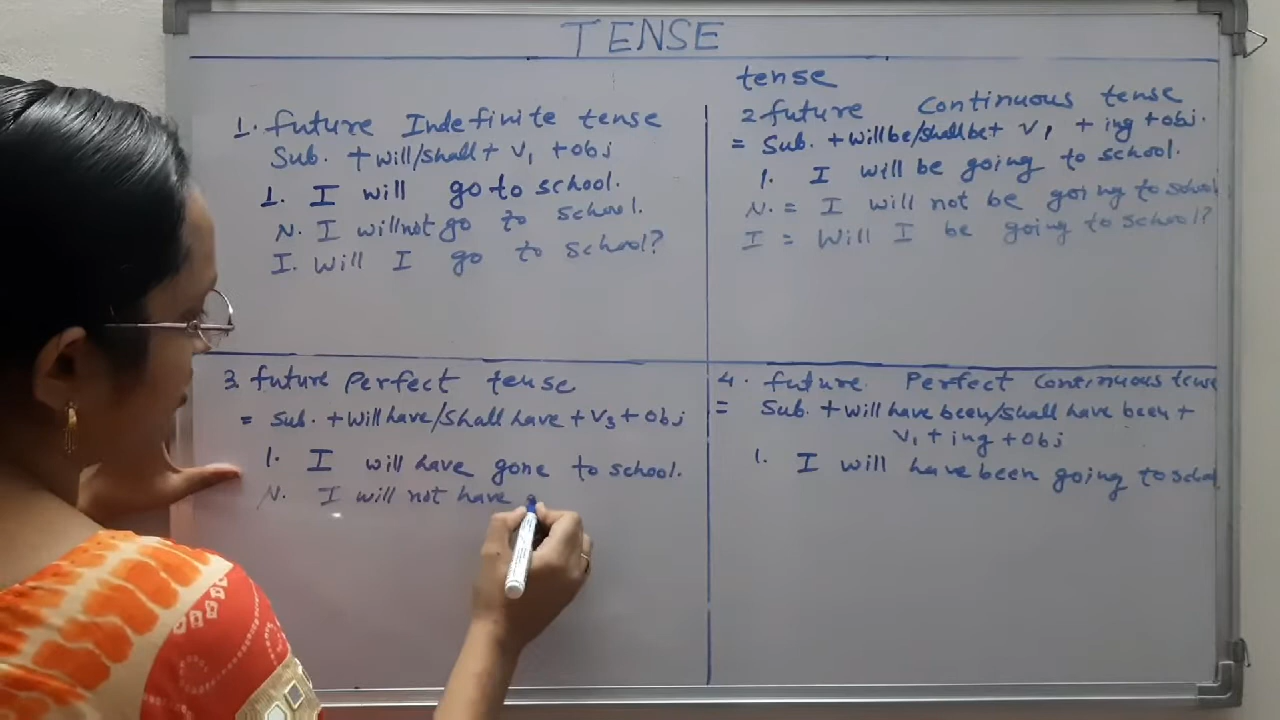 TENSE
1. future Indefinite tense
Sub. + will/shall + V1 + obj
1. I will go to school.
N. I will not go to school.
I. Will I go to school?
tense
2 future continuous tense
= Sub. + will be/shall be + V1 + ing + obj.
1. I will be going to school.
N. = I will not be going to school
I = Will I be going to school?
3. future Perfect tense
= Sub. + will have/shall have + V3 + obj
1. I will have gone to school.
N. I will not have
4. future. Perfect continuous tense
= Sub. + will have been/shall have been +
V1 + ing + obj
1. I will have been going to school